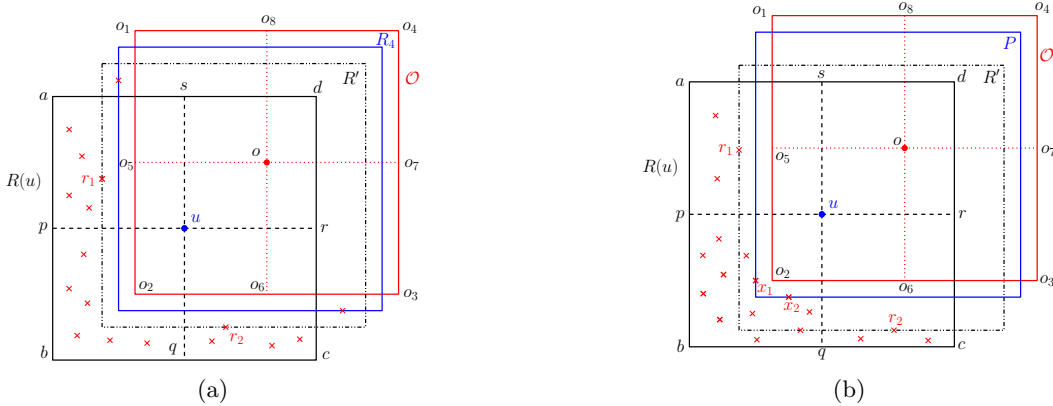 o1 o8 o4
R4
R′
𝒪
a s d
o o5 o7
r1
R(u)
u
p r
o2 o6 o3
r2
b q c
(a)
o1 o8 o4
P
𝒪
s d
R′
a
r1 o o7
o5
R(u)
u
p r
o2 o3
x1 o6
x2
r2
b q c
(b)